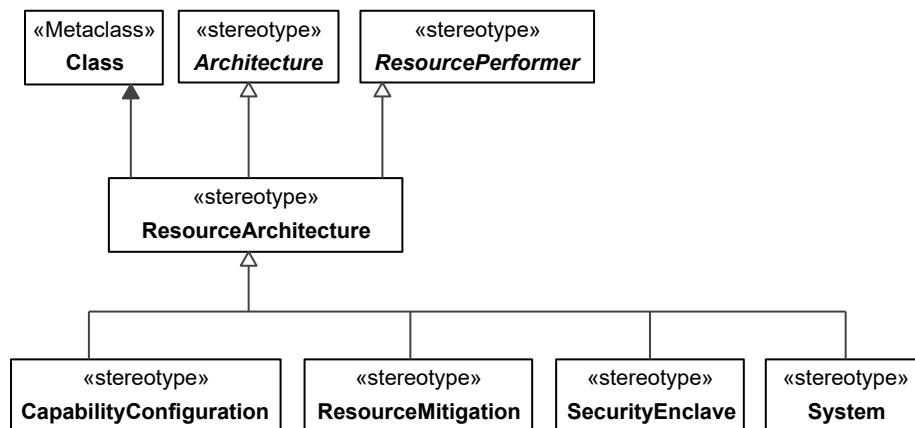 «Metaclass»
Class
«stereotype»
Architecture
«stereotype»
ResourcePerformer
«stereotype»
ResourceArchitecture
«stereotype»
CapabilityConfiguration
«stereotype»
ResourceMitigation
«stereotype»
SecurityEnclave
«stereotype»
System